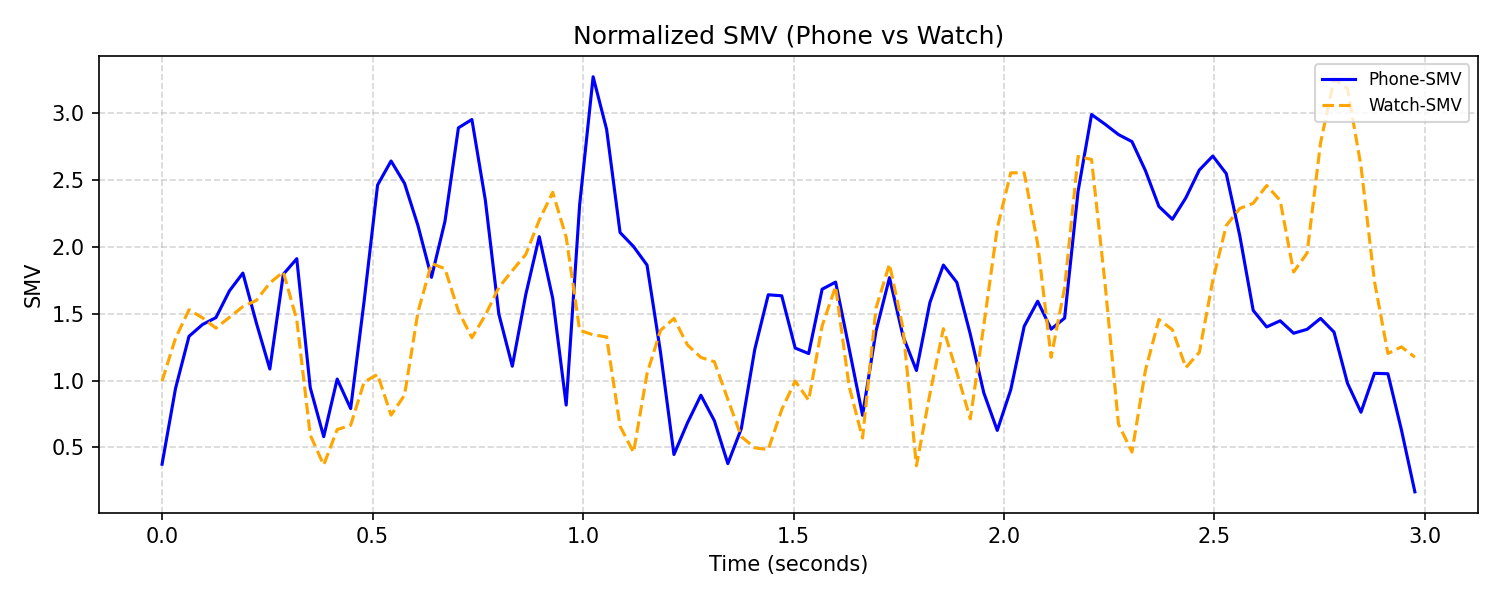 Normalized SMV (Phone vs Watch)
Phone-SMV
Watch-SMV
SMV
3.0
2.5
2.0
1.5
1.0
0.5
0.0 0.5 1.0 1.5 2.0 2.5 3.0
Time (seconds)